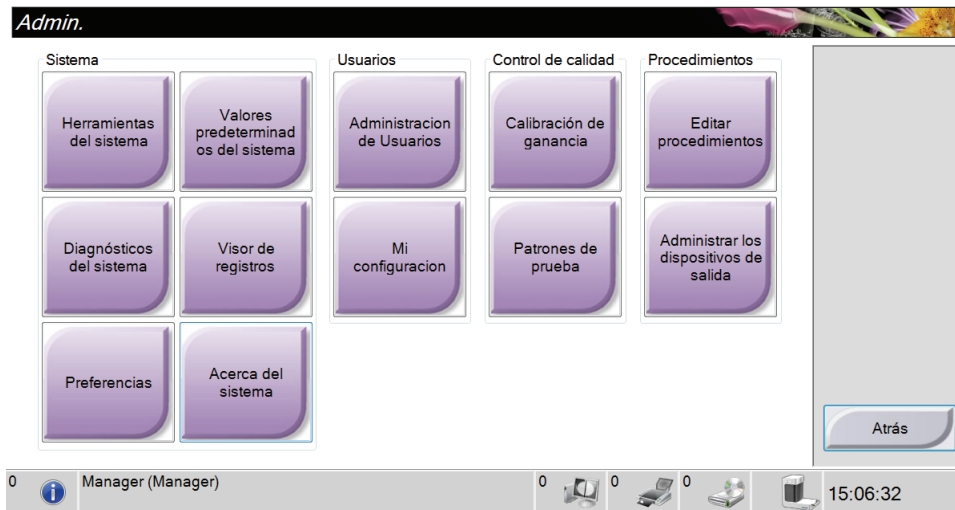 Admin.
Sistema
Usuarios
Control de calidad
Procedimientos
Herramientas
del sistema
Valores
predeterminad
os del sistema
Administracion
de Usuarios
Calibración de
ganancia
Editar
procedimientos
Diagnósticos
del sistema
Visor de
registros
Mi
configuracion
Patrones de
prueba
Administrar los
dispositivos de
salida
Preferencias
Acerca del
sistema
Atrás
0
Manager (Manager)
0
0
0
15:06:32